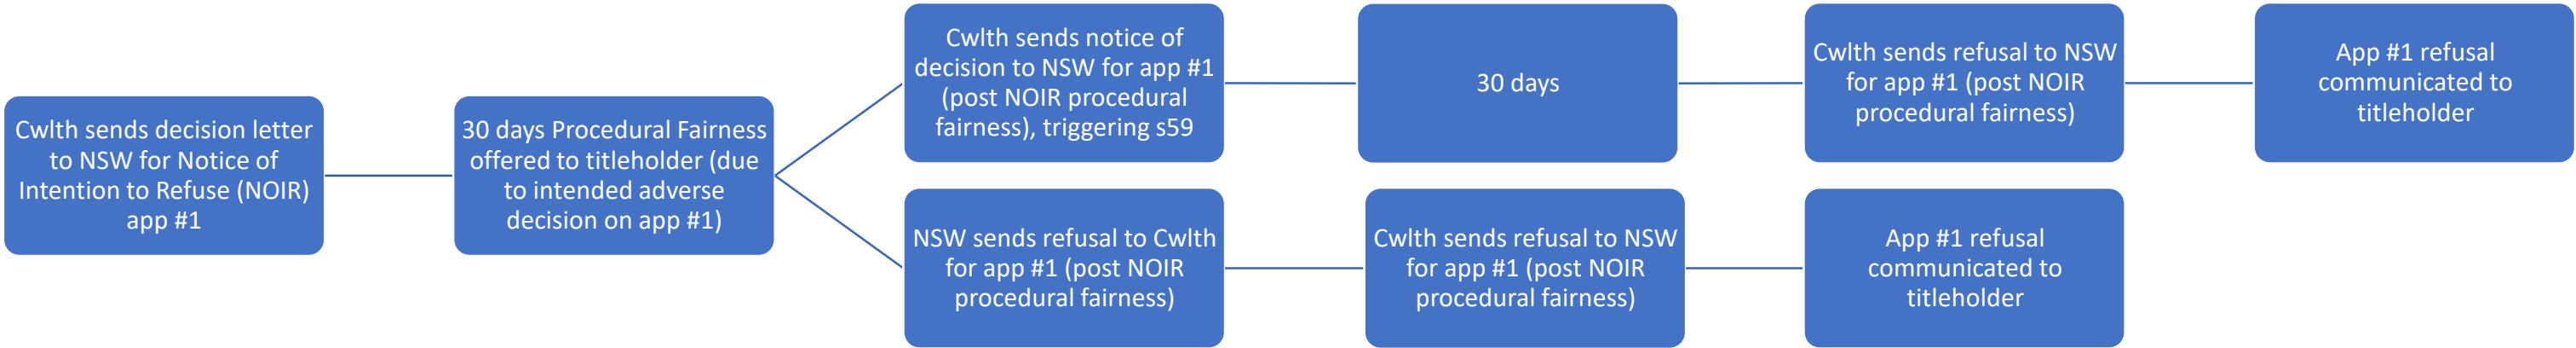 Cwlth sends decision letter
to NSW for Notice of
Intention to Refuse (NOIR)
app #1
30 days Procedural Fairness
offered to titleholder (due
to intended adverse
decision on app #1)
Cwlth sends notice of
decision to NSW for app #1
(post NOIR procedural
fairness), triggering s59
30 days
Cwlth sends refusal to NSW
for app #1 (post NOIR
procedural fairness)
App #1 refusal
communicated to
titleholder
NSW sends refusal to Cwlth
for app #1 (post NOIR
procedural fairness)
Cwlth sends refusal to NSW
for app #1 (post NOIR
procedural fairness)
App #1 refusal
communicated to
titleholder